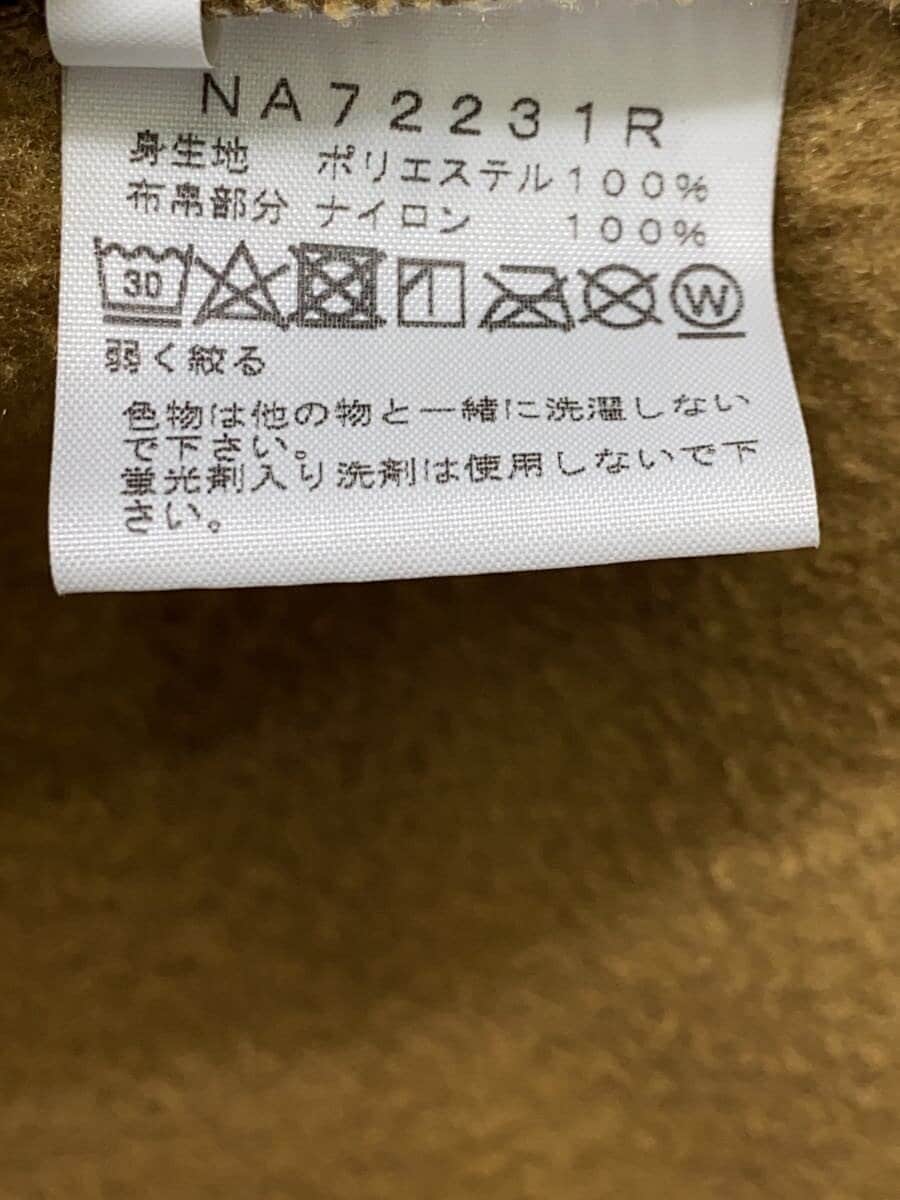 NA72231R
身生地 ポリエステル100%
布帛部分 ナイロン 100%
30
W
弱く絞る
色物は他の物と一緒に洗濯しない
で下さい。
蛍光剤入り洗剤は使用しないで下
さい。